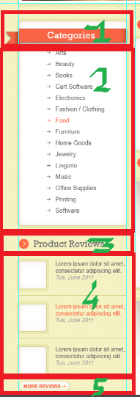 1
Categories
→ Arts
→ Beauty
→ Books
→ Cart Software
→ Electronics
→ Fashion / Clothing
→ Food
→ Furniture
→ Home Goods
→ Jewelry
→ Lingerie
→ Music
→ Office Supplies
→ Printing
→ Software
2
Product Reviews
3
Lorem ipsum dolor sit amet,
consectetur adipiscing elit.
Tue, June 2011
Lorem ipsum dolor sit amet,
consectetur adipiscing elit.
Tue, June 2011
Lorem ipsum dolor sit amet,
consectetur adipiscing elit.
Tue, June 2011
4
MORE REVIEWS →
5